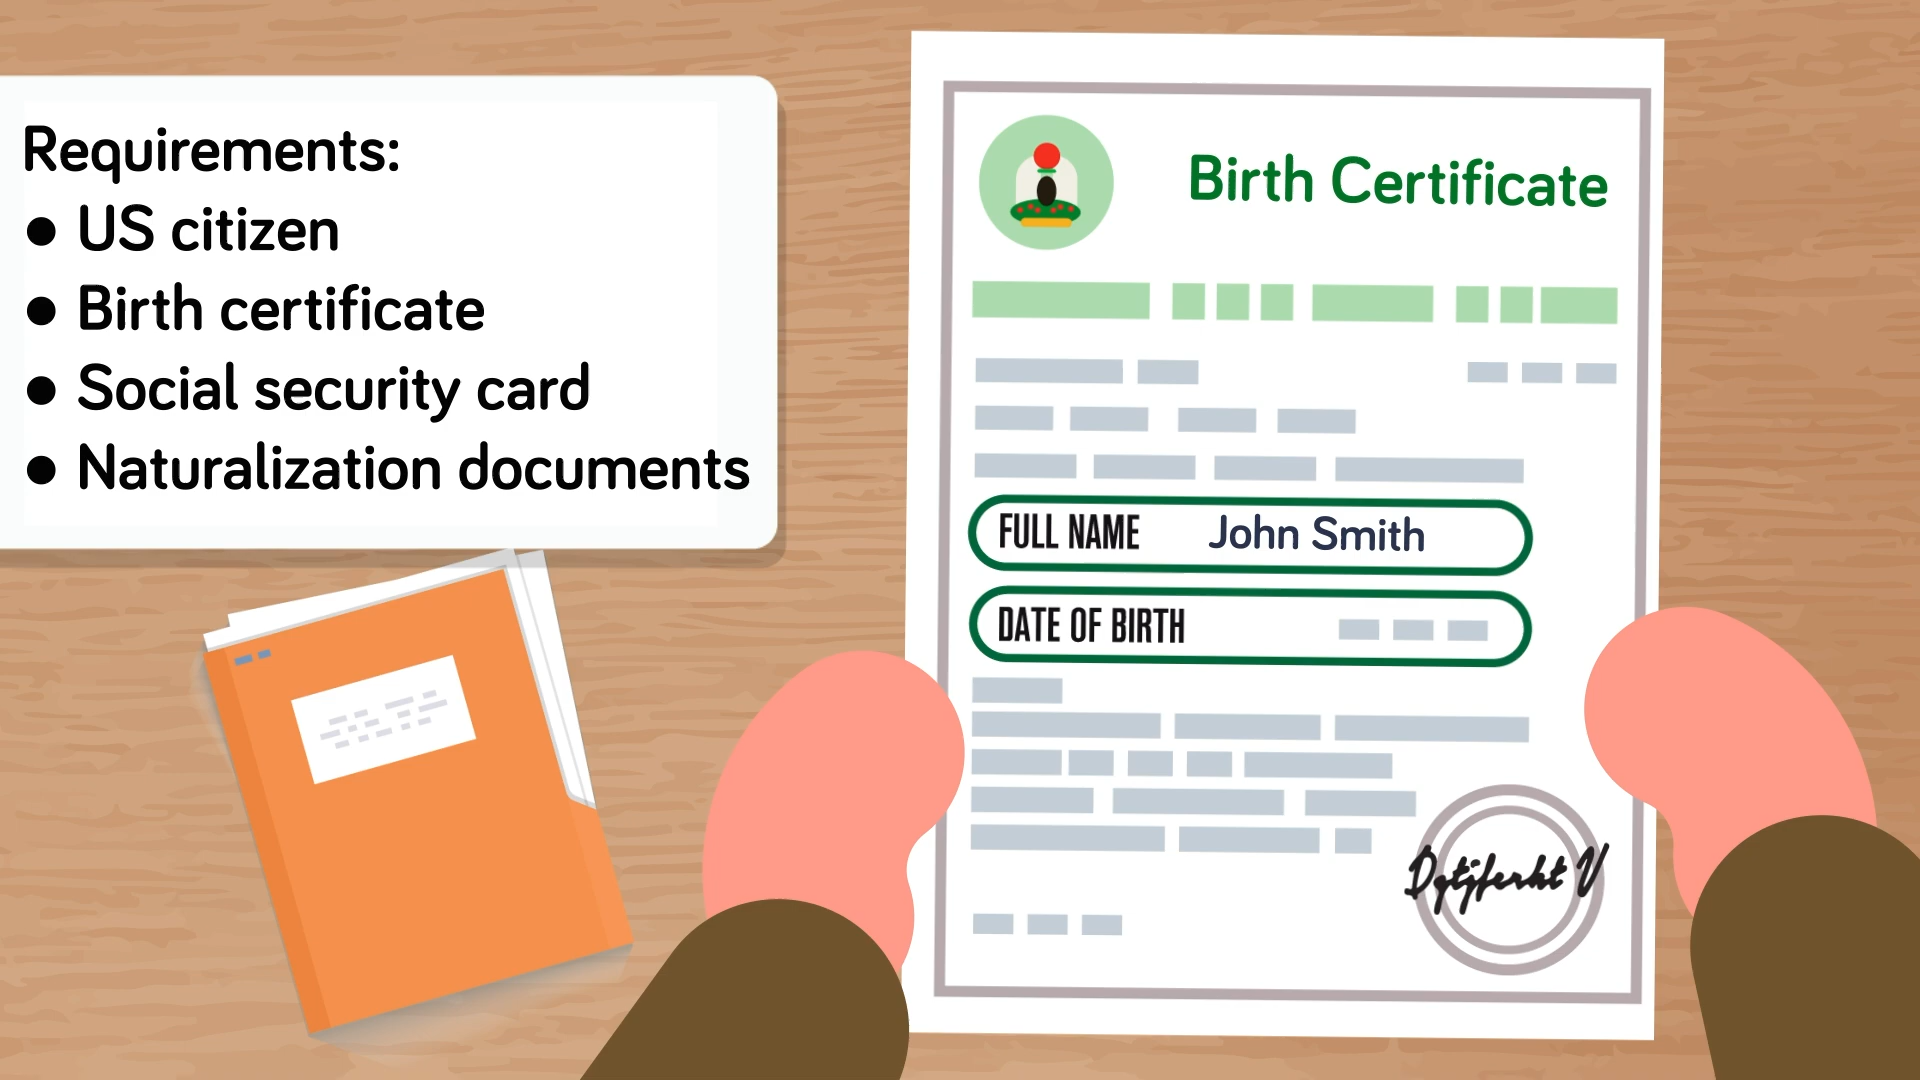 Requirements:
● US citizen
● Birth certificate
● Social security card
● Naturalization documents
Birth Certificate
FULL NAME John Smith
DATE OF BIRTH